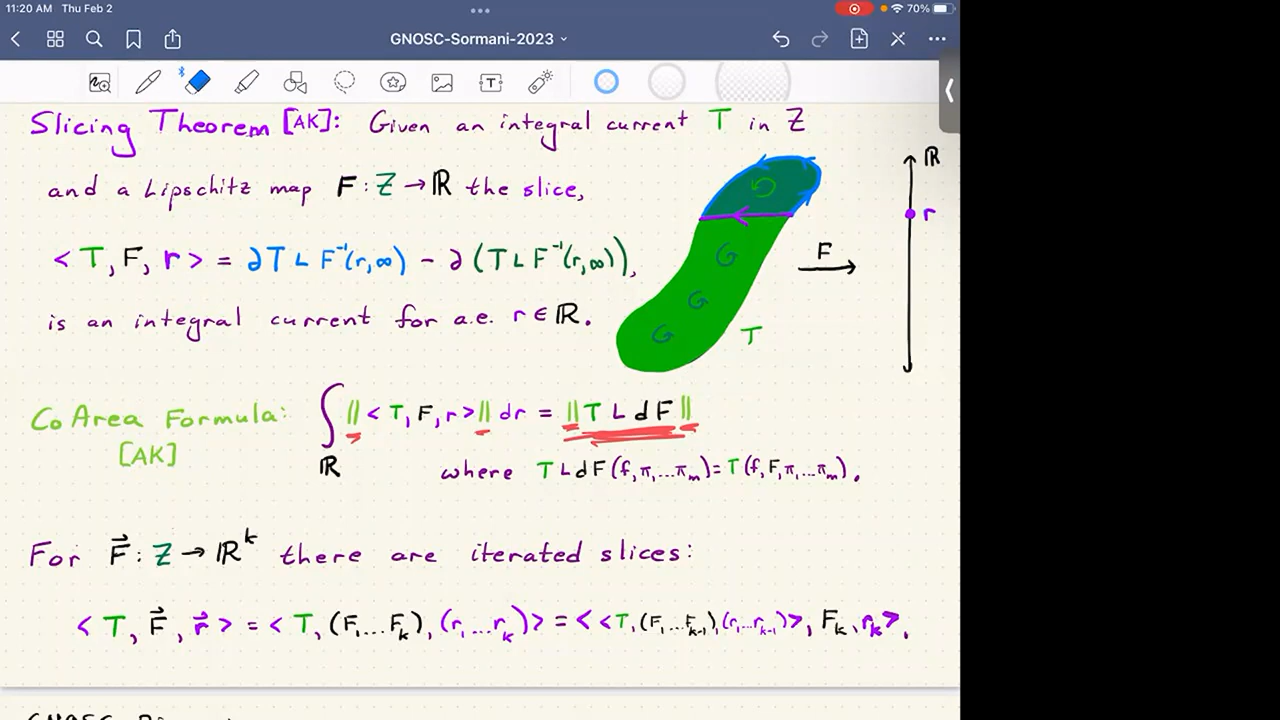 11:20 AM Thu Feb 2
70%
GNOSC-Sormani-2023
Slicing Theorem [AK]: Given an integral current T in Z
and a Lipschitz map F : Z → ℝ the slice,
< T, F, r > = ∂T ⌞ F⁻¹(r,∞) - ∂ (T ⌞ F⁻¹(r,∞)),
is an integral current for a.e. r ∈ ℝ.
ℝ
r
F
T
CoArea Formula: ∫ || < T, F, r > || dr = || T ⌞ dF ||
ℝ
[AK]
where T ⌞ dF (f, π₁...πₘ) = T (f, F, π₁...πₘ).
For F⃗ : Z → ℝᵏ there are iterated slices:
< T, F⃗, r⃗ > = < T, (F₁...Fₖ), (r₁...rₖ) > = < < T, (F₁...Fₖ₋₁), (r₁...rₖ₋₁) >, Fₖ, rₖ >.